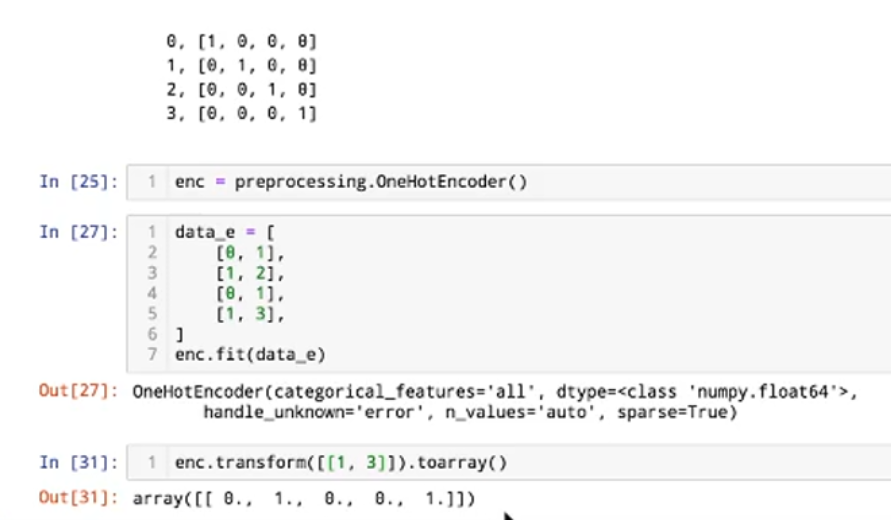 0, [1, 0, 0, 0]
1, [0, 1, 0, 0]
2, [0, 0, 1, 0]
3, [0, 0, 0, 1]
In [25]: 1 enc = preprocessing.OneHotEncoder()
In [27]: 1 data_e = [
2 [0, 1],
3 [1, 2],
4 [0, 1],
5 [1, 3],
6 ]
7 enc.fit(data_e)
Out[27]: OneHotEncoder(categorical_features='all', dtype=<class 'numpy.float64'>,
handle_unknown='error', n_values='auto', sparse=True)
In [31]: 1 enc.transform([[1, 3]]).toarray()
Out[31]: array([[ 0., 1., 0., 0., 1.]])